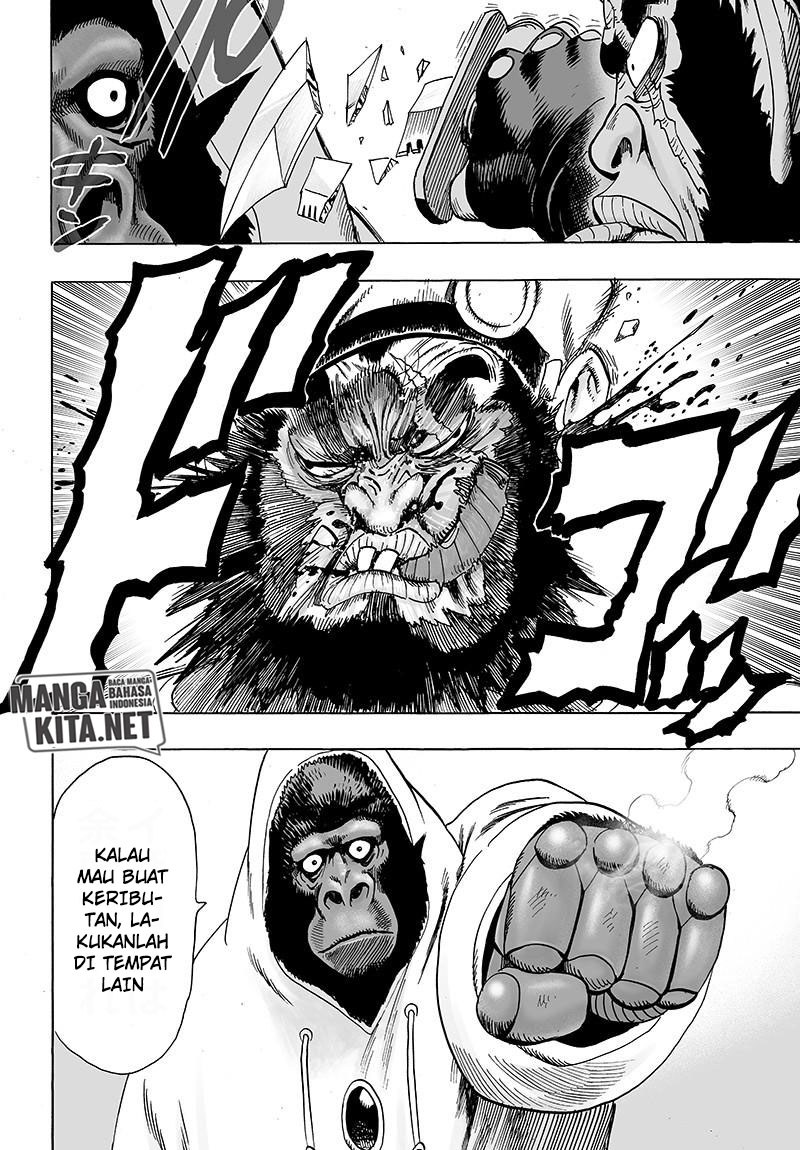 ギン
ドゴッ
MANGA
KITA.NET
BACA MANGA
BAHASA
INDONESIA
KALAU
MAU BUAT
KERIBU-
TAN, LA-
KUKANLAH
DI TEMPAT
LAIN